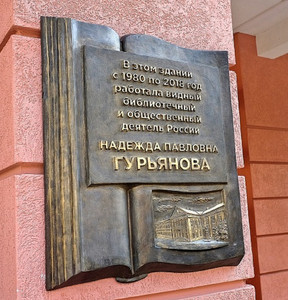 В этом здании
с 1980 по 2018 год
работала видный
библиотечный
и общественный
деятель России
НАДЕЖДА ПАВЛОВНА
ГУРЬЯНОВА